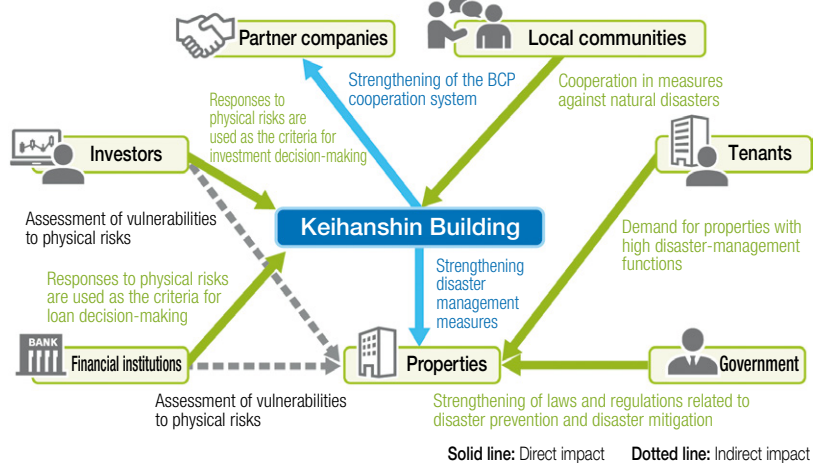 Partner companies
Local communities
Strengthening of the BCP
cooperation system
Cooperation in measures
against natural disasters
Responses to
physical risks are
used as the criteria for
investment decision-making
Investors
Tenants
Assessment of vulnerabilities
to physical risks
Keihanshin Building
Demand for properties with
high disaster-management
functions
Responses to physical risks
are used as the criteria for
loan decision-making
Strengthening
disaster
management
measures
BANK
Financial institutions
Properties
Government
Assessment of vulnerabilities
to physical risks
Strengthening of laws and regulations related to
disaster prevention and disaster mitigation
Solid line: Direct impact Dotted line: Indirect impact